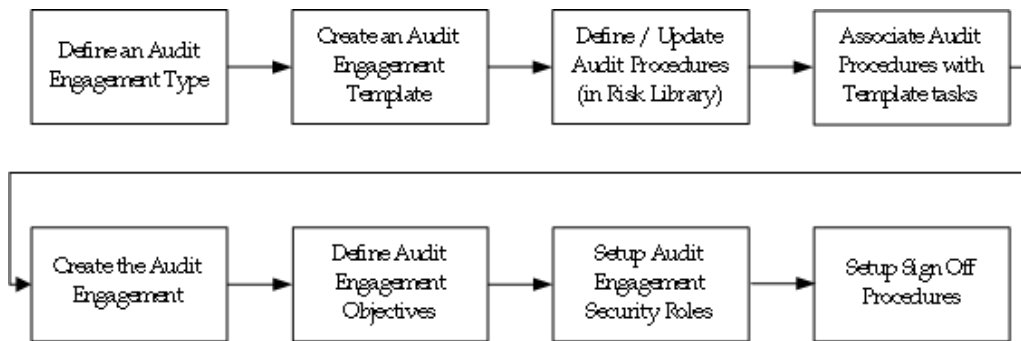 Define an Audit
Engagement Type
Create an Audit
Engagement
Template
Define / Update
Audit Procedures
(in Risk Library)
Associate Audit
Procedures with
Template tasks
Create the Audit
Engagement
Define Audit
Engagement
Objectives
Setup Audit
Engagement
Security Roles
Setup Sign Off
Procedures